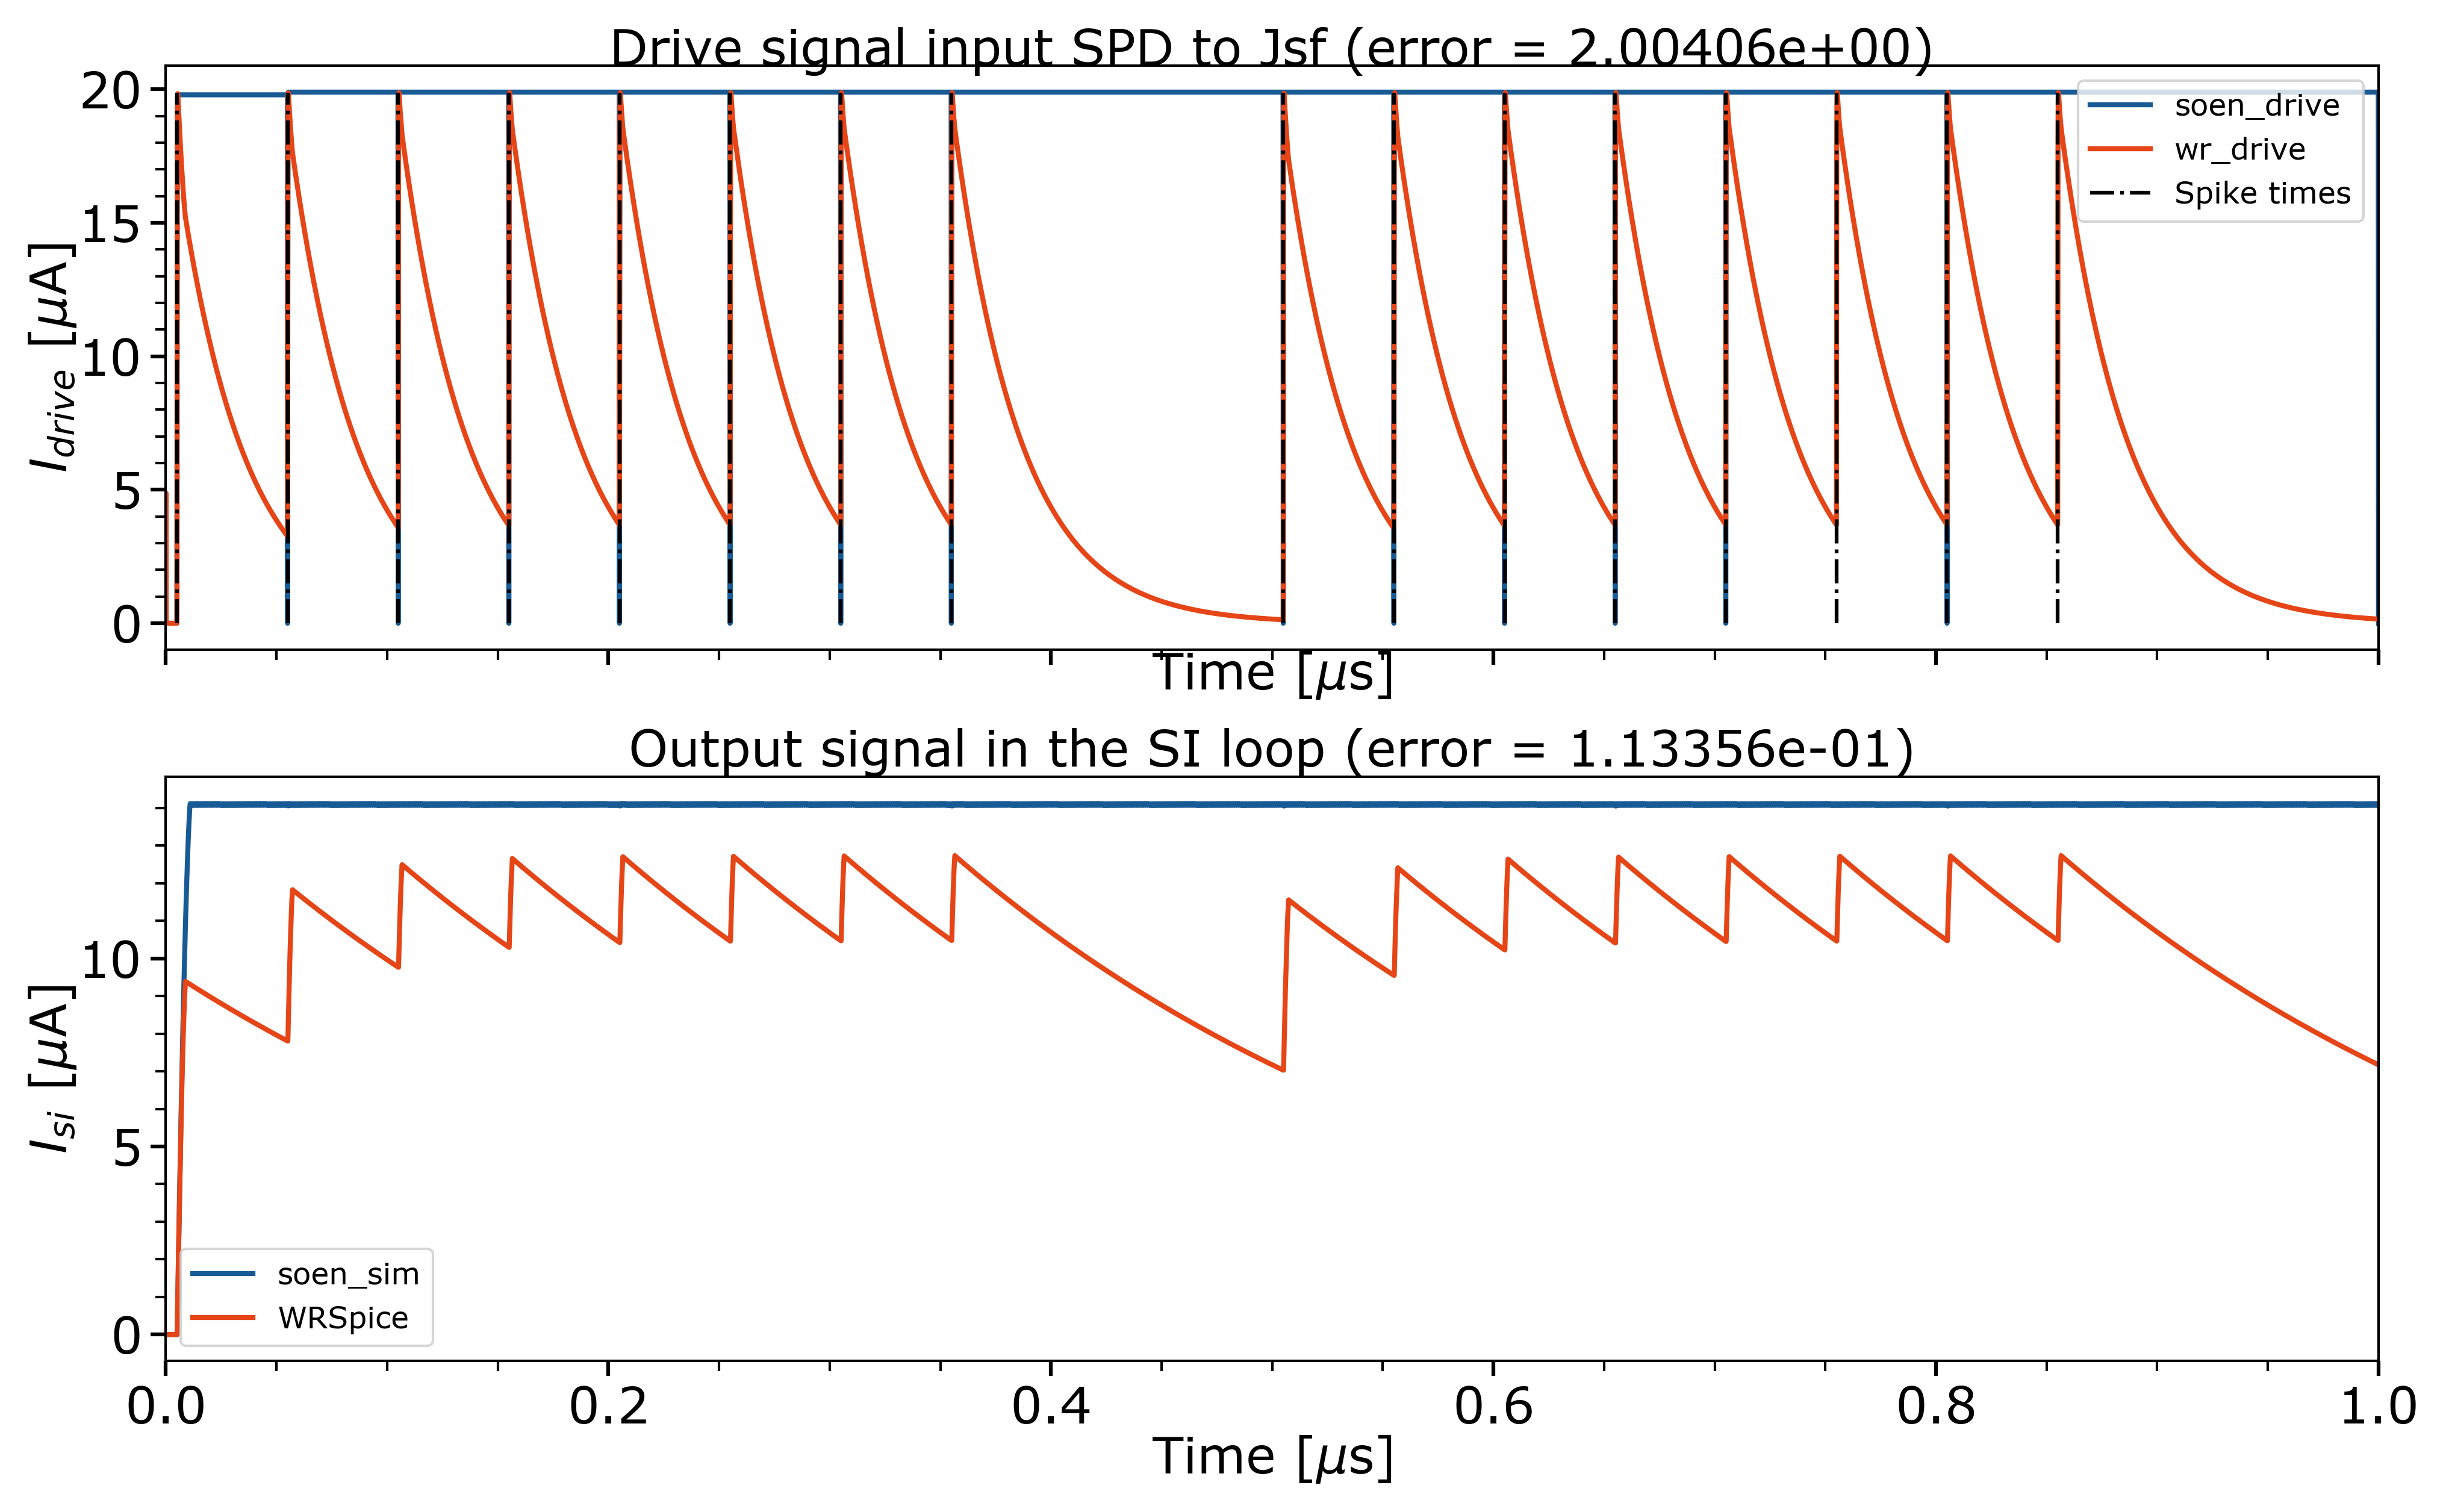 Drive signal input SPD to Jsf (error = 2.00406e+00)
20
15
10
5
0
I_drive [μA]
soen_drive
wr_drive
Spike times
Time [μs]
Output signal in the SI loop (error = 1.13356e-01)
10
5
0
I_si [μA]
soen_sim
WRSpice
0.0 0.2 0.4 0.6 0.8 1.0
Time [μs]